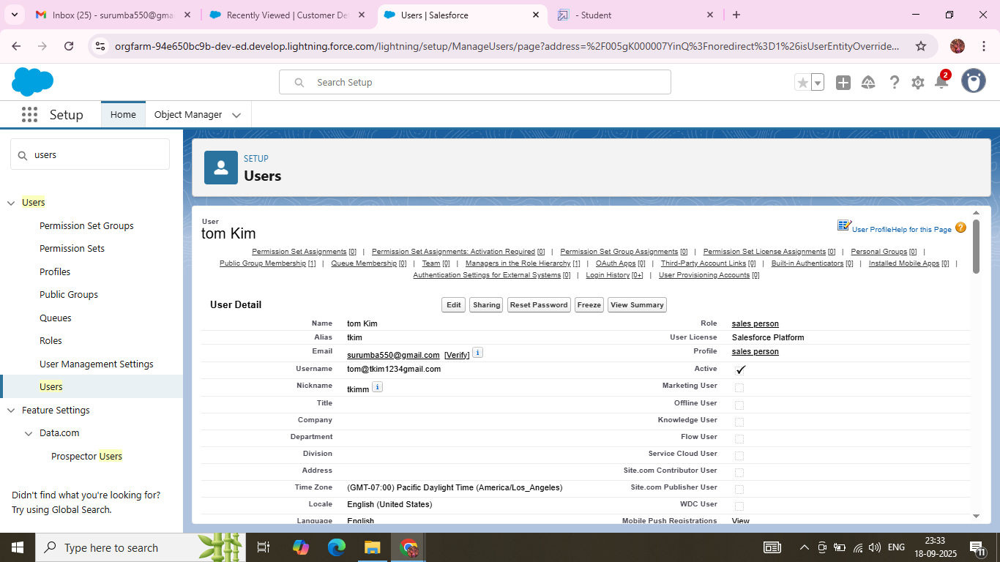 Inbox (25) - surumba550@gmai
Recently Viewed | Customer Det
Users | Salesforce
- Student
orgfarm-94e650bc9b-dev-ed.develop.lightning.force.com/lightning/setup/ManageUsers/page?address=%2F005gK000007YinQ%3Fnoredirect%3D1%26isUserEntityOverride...
Search Setup
2
Setup
Home
Object Manager
users
Users
Permission Set Groups
Permission Sets
Profiles
Public Groups
Queues
Roles
User Management Settings
Users
Feature Settings
Data.com
Prospector Users
Didn't find what you're looking for?
Try using Global Search.
SETUP
Users
User
tom Kim
User Profile Help for this Page
Permission Set Assignments [0] | Permission Set Assignments: Activation Required [0] | Permission Set Group Assignments [0] | Permission Set License Assignments [0] | Personal Groups [0] |
Public Group Membership [1] | Queue Membership [0] | Team [0] | Managers in the Role Hierarchy [1] | OAuth Apps [0] | Third-Party Account Links [0] | Built-in Authenticators [0] | Installed Mobile Apps [0] |
Authentication Settings for External Systems [0] | Login History [0+] | User Provisioning Accounts [0]
User Detail
Edit Sharing Reset Password Freeze View Summary
Name tom Kim Role sales person
Alias tkim User License Salesforce Platform
Email surumba550@gmail.com [Verify] i Profile sales person
Username tom@tkim1234gmail.com Active
Nickname tkimm i Marketing User
Title Offline User
Company Knowledge User
Department Flow User
Division Service Cloud User
Address Site.com Contributor User
Time Zone (GMT-07:00) Pacific Daylight Time (America/Los_Angeles) Site.com Publisher User
Locale English (United States) WDC User
Language English Mobile Push Registrations View
Type here to search
ENG
23:33
18-09-2025
11